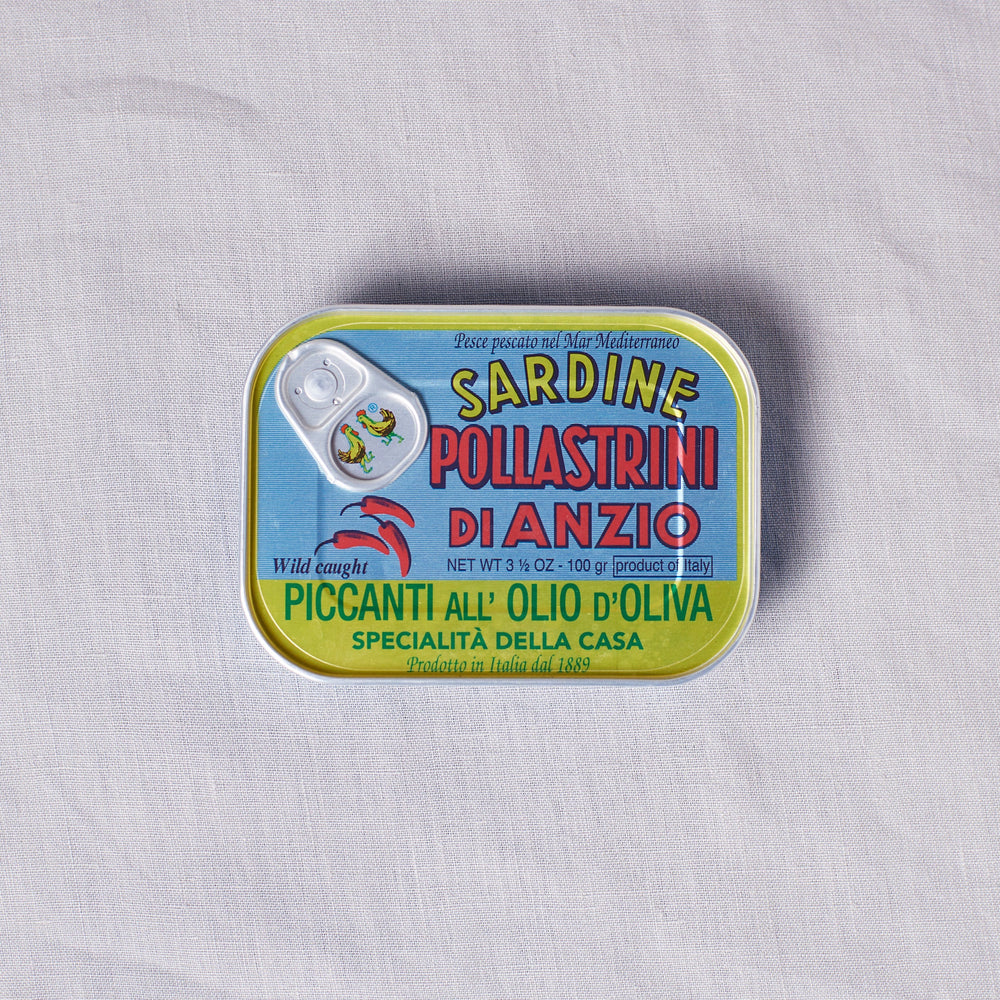 Pesce pescato nel Mar Mediterraneo
SARDINE
®
POLLASTRINI
DI ANZIO
Wild caught
NET WT 3 ½ OZ - 100 gr product of Italy
PICCANTI ALL' OLIO D'OLIVA
SPECIALITÀ DELLA CASA
Prodotto in Italia dal 1889